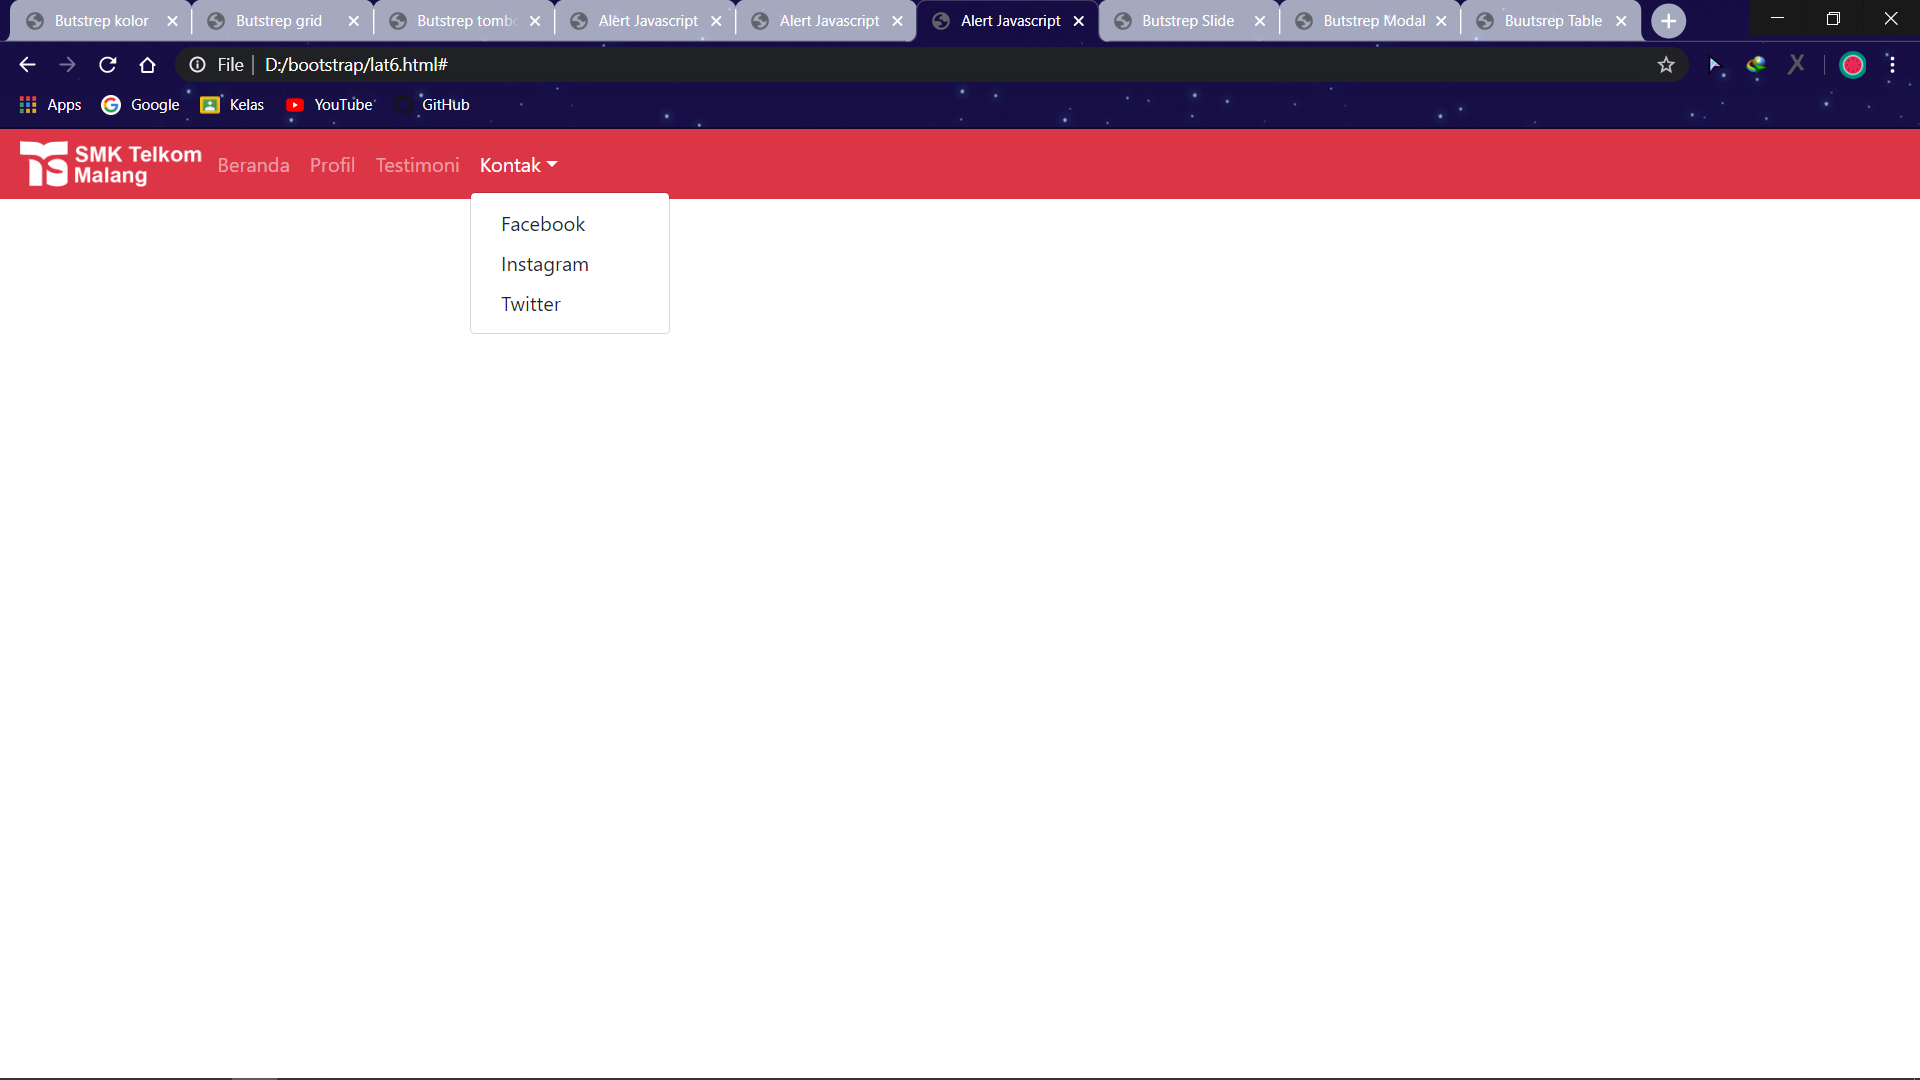 Butstrep kolor
Butstrep grid
Butstrep tombo
Alert Javascript
Alert Javascript
Alert Javascript
Butstrep Slide
Butstrep Modal
Buutsrep Table
File
D:/bootstrap/lat6.html#
Apps
Google
Kelas
YouTube
GitHub
SMK Telkom
Malang
Beranda
Profil
Testimoni
Kontak
Facebook
Instagram
Twitter